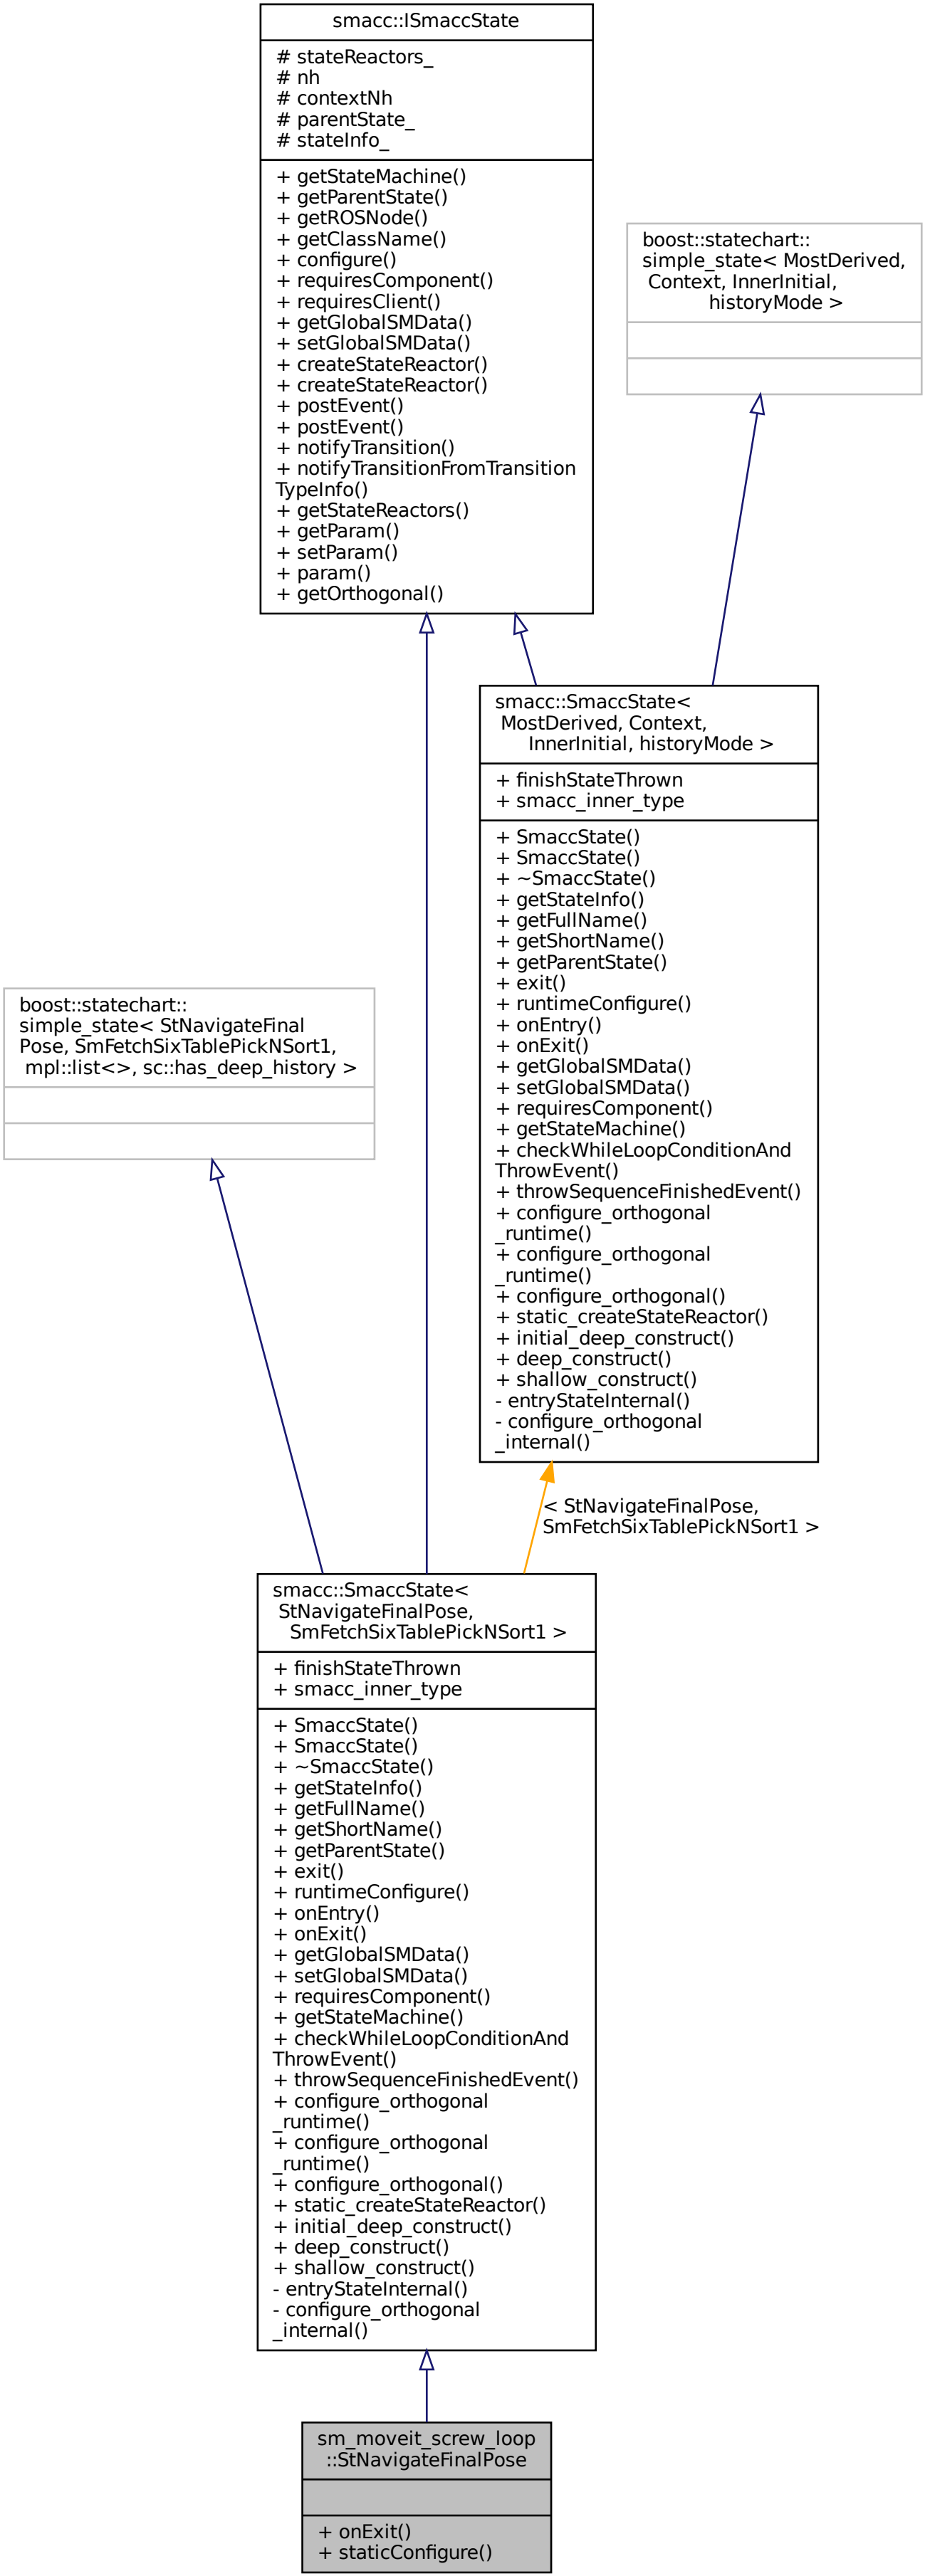 smacc::ISmaccState
# stateReactors_
# nh
# contextNh
# parentState_
# stateInfo_
+ getStateMachine()
+ getParentState()
+ getROSNode()
+ getClassName()
+ configure()
+ requiresComponent()
+ requiresClient()
+ getGlobalSMData()
+ setGlobalSMData()
+ createStateReactor()
+ createStateReactor()
+ postEvent()
+ postEvent()
+ notifyTransition()
+ notifyTransitionFromTransition
TypeInfo()
+ getStateReactors()
+ getParam()
+ setParam()
+ param()
+ getOrthogonal()
boost::statechart::
simple_state< MostDerived,
Context, InnerInitial,
historyMode >
smacc::SmaccState<
MostDerived, Context,
InnerInitial, historyMode >
+ finishStateThrown
+ smacc_inner_type
+ SmaccState()
+ SmaccState()
+ ~SmaccState()
+ getStateInfo()
+ getFullName()
+ getShortName()
+ getParentState()
+ exit()
+ runtimeConfigure()
+ onEntry()
+ onExit()
+ getGlobalSMData()
+ setGlobalSMData()
+ requiresComponent()
+ getStateMachine()
+ checkWhileLoopConditionAnd
ThrowEvent()
+ throwSequenceFinishedEvent()
+ configure_orthogonal
_runtime()
+ configure_orthogonal
_runtime()
+ configure_orthogonal()
+ static_createStateReactor()
+ initial_deep_construct()
+ deep_construct()
+ shallow_construct()
- entryStateInternal()
- configure_orthogonal
_internal()
boost::statechart::
simple_state< StNavigateFinal
Pose, SmFetchSixTablePickNSort1,
mpl::list<>, sc::has_deep_history >
< StNavigateFinalPose,
SmFetchSixTablePickNSort1 >
smacc::SmaccState<
StNavigateFinalPose,
SmFetchSixTablePickNSort1 >
+ finishStateThrown
+ smacc_inner_type
+ SmaccState()
+ SmaccState()
+ ~SmaccState()
+ getStateInfo()
+ getFullName()
+ getShortName()
+ getParentState()
+ exit()
+ runtimeConfigure()
+ onEntry()
+ onExit()
+ getGlobalSMData()
+ setGlobalSMData()
+ requiresComponent()
+ getStateMachine()
+ checkWhileLoopConditionAnd
ThrowEvent()
+ throwSequenceFinishedEvent()
+ configure_orthogonal
_runtime()
+ configure_orthogonal
_runtime()
+ configure_orthogonal()
+ static_createStateReactor()
+ initial_deep_construct()
+ deep_construct()
+ shallow_construct()
- entryStateInternal()
- configure_orthogonal
_internal()
sm_moveit_screw_loop
::StNavigateFinalPose
+ onExit()
+ staticConfigure()